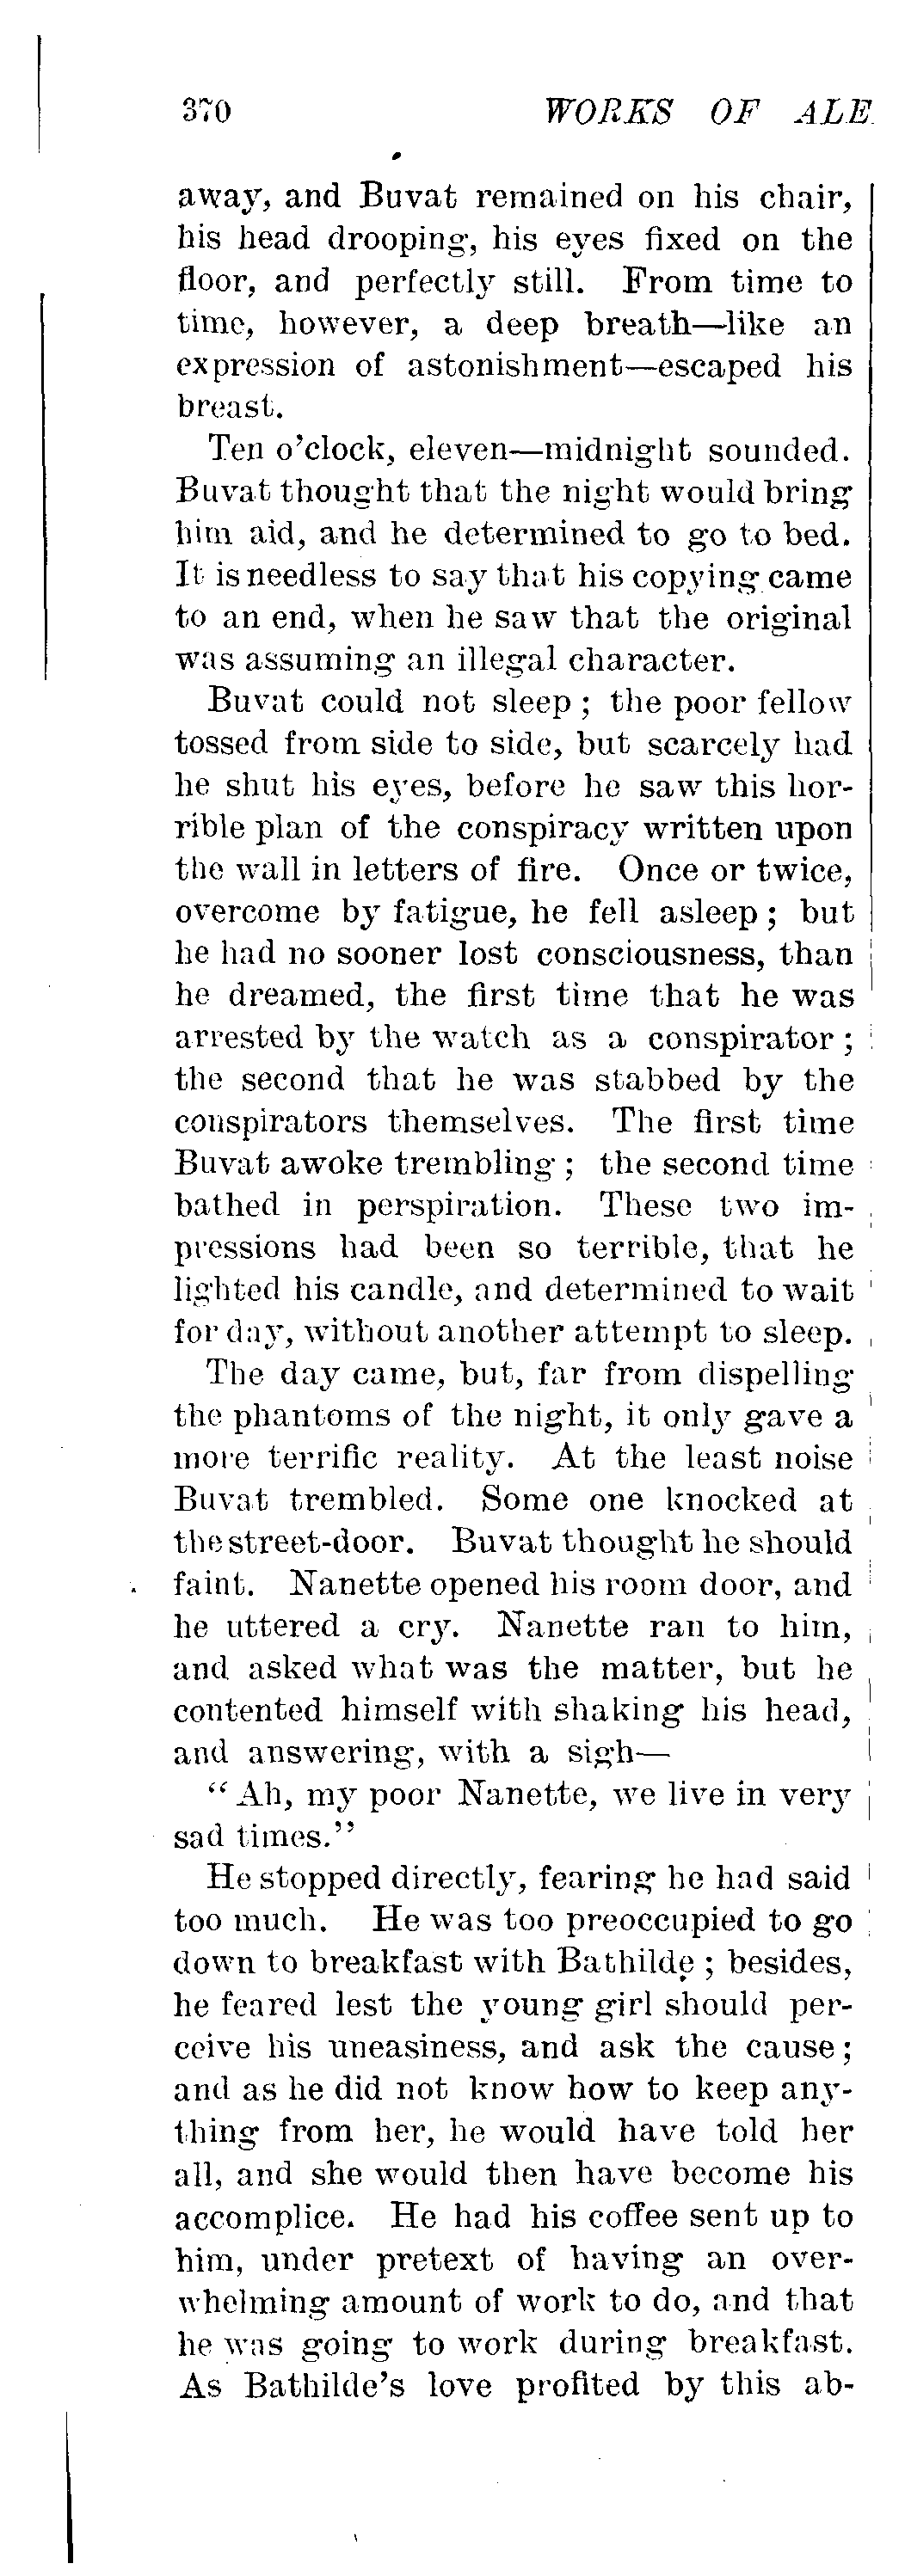 370 WORKS OF ALE
away, and Buvat remained on his chair,
his head drooping, his eyes fixed on the
floor, and perfectly still. From time to
time, however, a deep breath—like an
expression of astonishment—escaped his
breast.
Ten o'clock, eleven—midnight sounded.
Buvat thought that the night would bring
him aid, and he determined to go to bed.
It is needless to say that his copying came
to an end, when he saw that the original
was assuming an illegal character.
Buvat could not sleep ; the poor fellow
tossed from side to side, but scarcely had
he shut his eyes, before he saw this hor-
rible plan of the conspiracy written upon
the wall in letters of fire. Once or twice,
overcome by fatigue, he fell asleep ; but
he had no sooner lost consciousness, than
he dreamed, the first time that he was
arrested by the watch as a conspirator ;
the second that he was stabbed by the
conspirators themselves. The first time
Buvat awoke trembling ; the second time
bathed in perspiration. These two im-
pressions had been so terrible, that he
lighted his candle, and determined to wait
for day, without another attempt to sleep.
The day came, but, far from dispelling
the phantoms of the night, it only gave a
more terrific reality. At the least noise
Buvat trembled. Some one knocked at
the street-door. Buvat thought he should
faint. Nanette opened his room door, and
he uttered a cry. Nanette ran to him,
and asked what was the matter, but he
contented himself with shaking his head,
and answering, with a sigh—
"Ah, my poor Nanette, we live in very
sad times."
He stopped directly, fearing he had said
too much. He was too preoccupied to go
down to breakfast with Bathilde ; besides,
he feared lest the young girl should per-
ceive his uneasiness, and ask the cause ;
and as he did not know how to keep any-
thing from her, he would have told her
all, and she would then have become his
accomplice. He had his coffee sent up to
him, under pretext of having an over-
whelming amount of work to do, and that
he was going to work during breakfast.
As Bathilde's love profited by this ab-